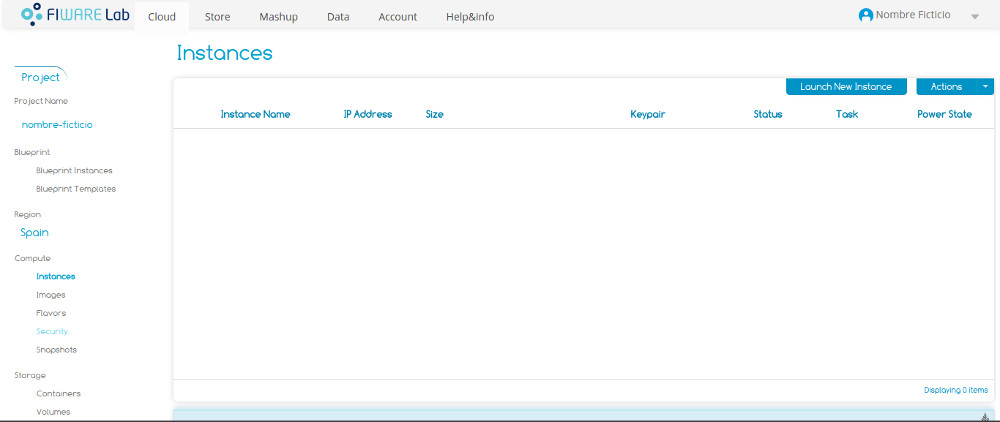 FIWARE Lab Cloud Store Mashup Data Account Help&info Nombre Ficticio
Instances
Project
Project Name
nombre-ficticio
Blueprint
Blueprint Instances
Blueprint Templates
Region
Spain
Compute
Instances
Images
Flavors
Security
Snapshots
Storage
Containers
Volumes
Launch New Instance Actions
Instance Name IP Address Size Keypair Status Task Power State
Displaying 0 items